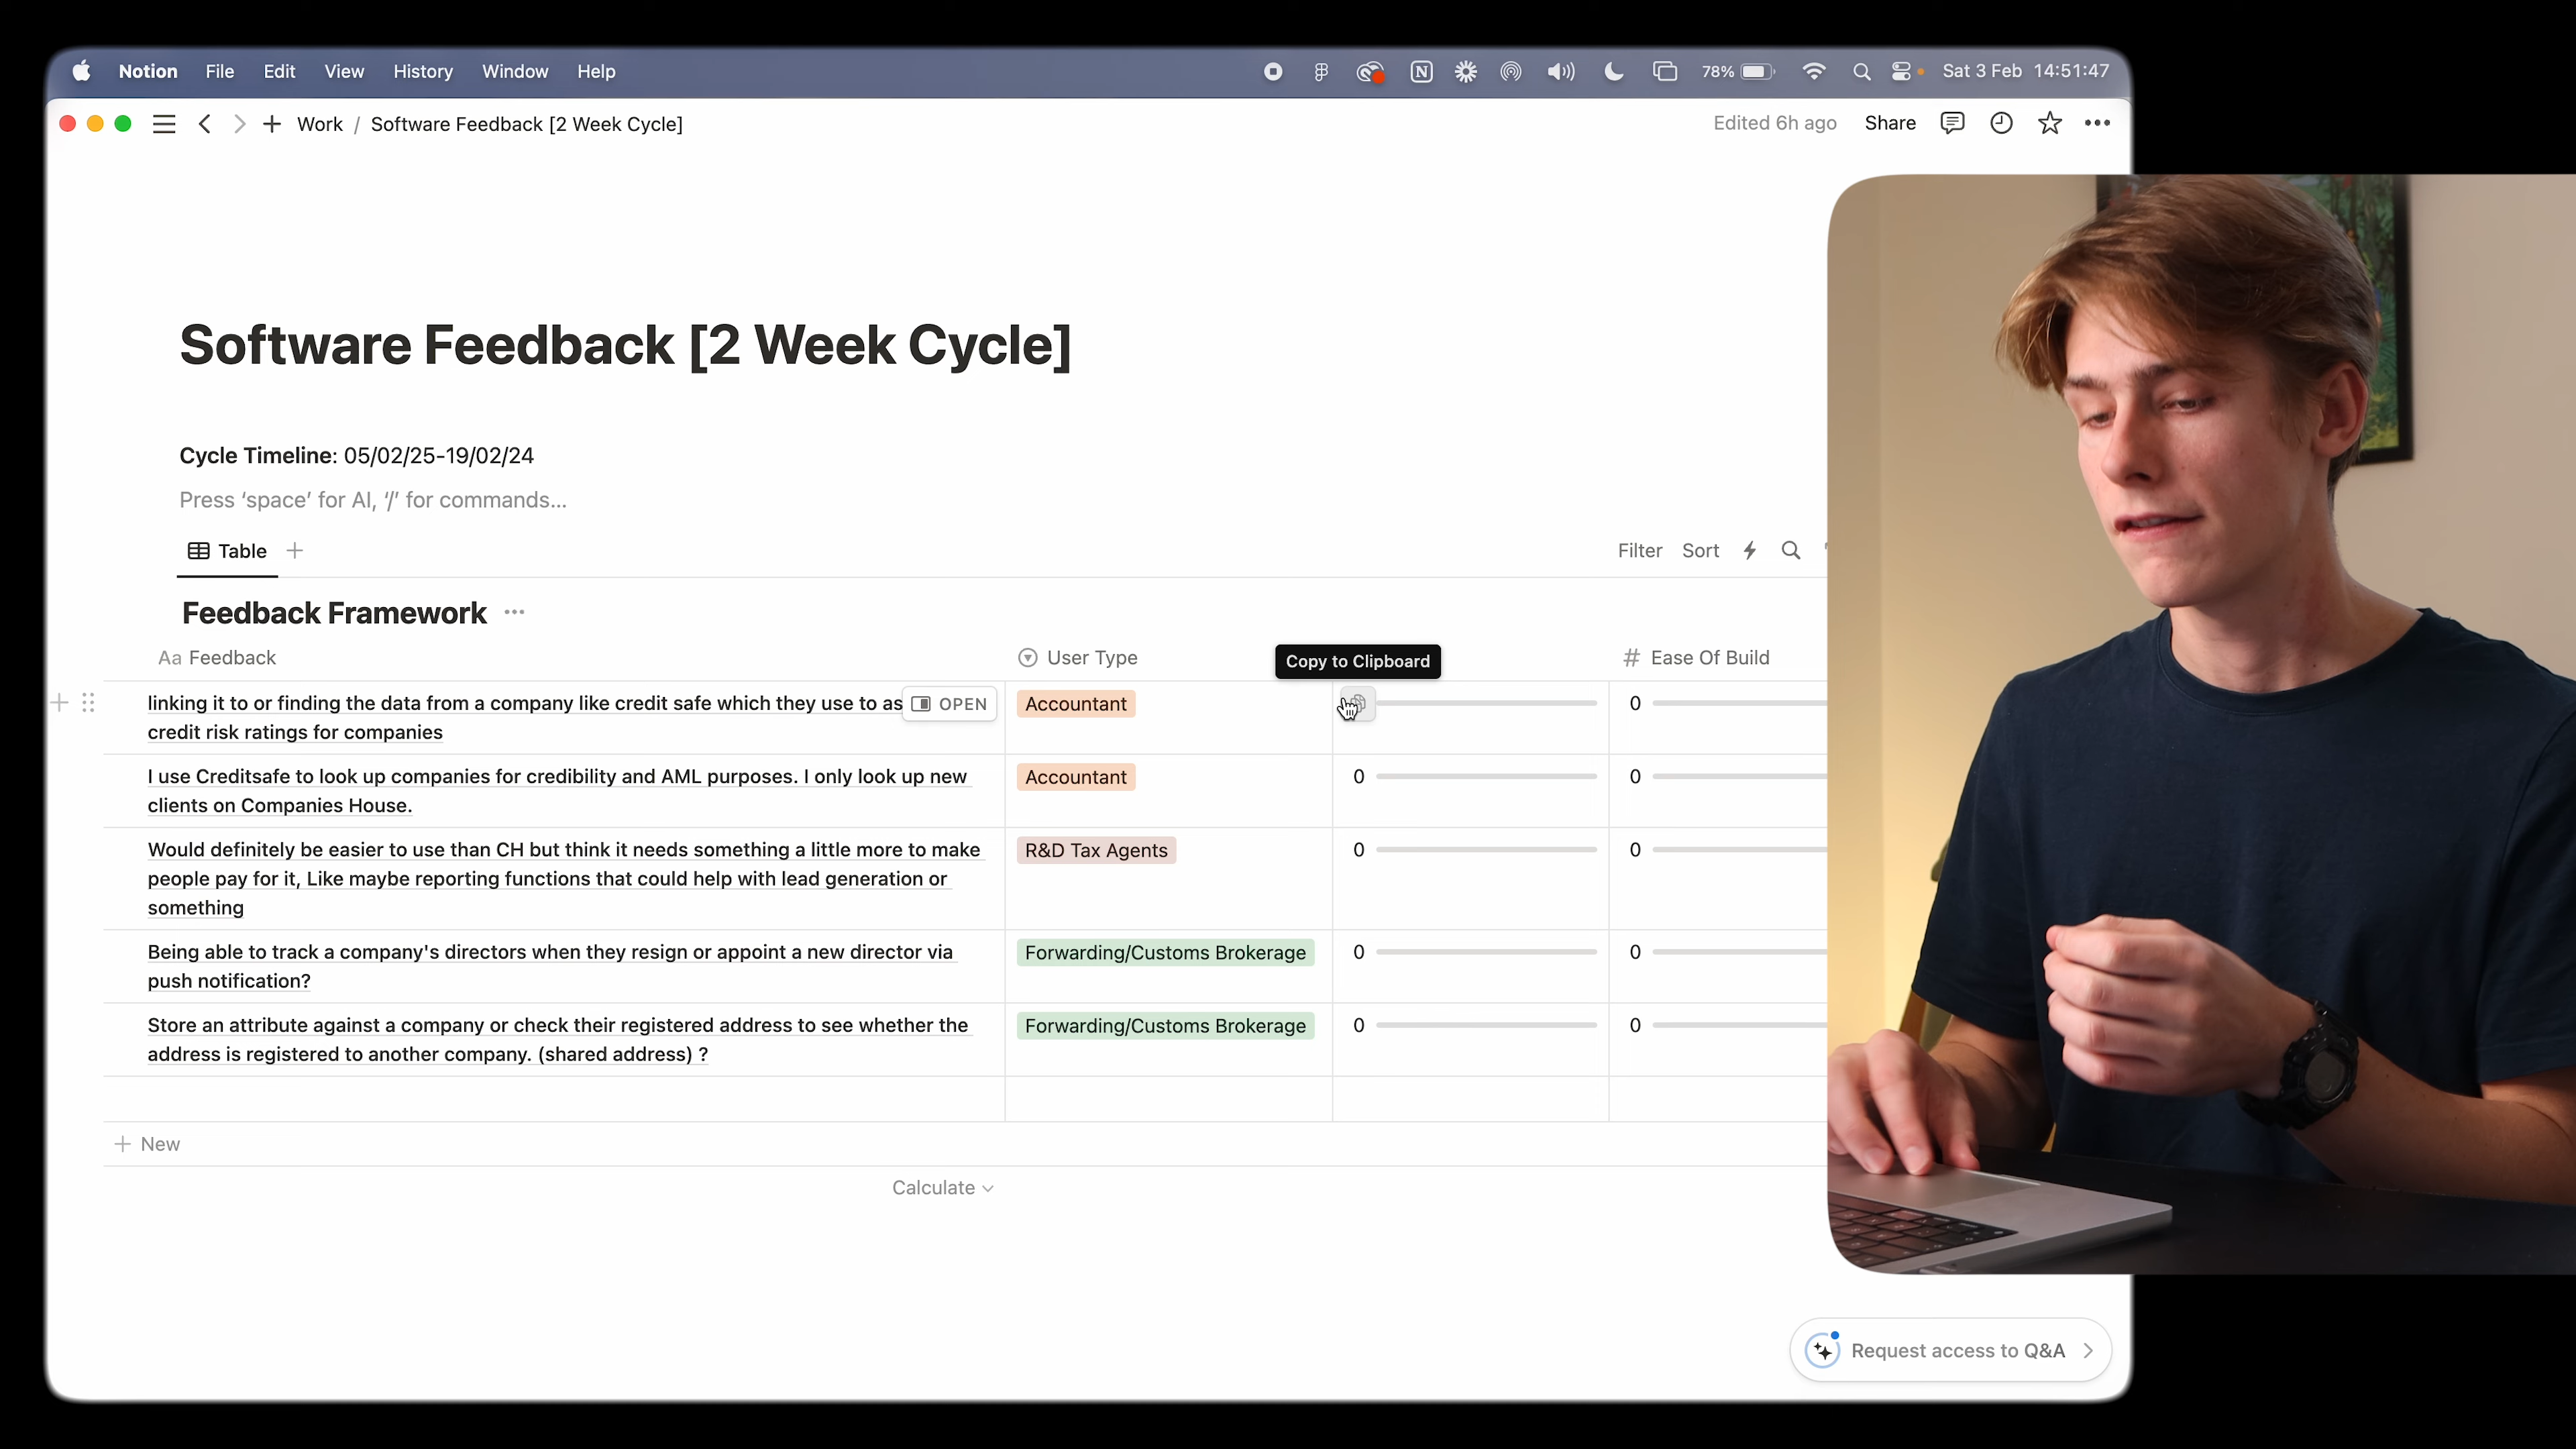 Notion File Edit View History Window Help 78% Sat 3 Feb 14:51:47
Work / Software Feedback [2 Week Cycle] Edited 6h ago Share
Software Feedback [2 Week Cycle]
Cycle Timeline: 05/02/25-19/02/24
Press ‘space’ for AI, ‘/’ for commands...
Table Filter Sort
Feedback Framework
Aa Feedback User Type Copy to Clipboard # Ease Of Build
linking it to or finding the data from a company like credit safe which they use to as OPEN Accountant 0
credit risk ratings for companies
I use Creditsafe to look up companies for credibility and AML purposes. I only look up new Accountant 0 0
clients on Companies House.
Would definitely be easier to use than CH but think it needs something a little more to make R&D Tax Agents 0 0
people pay for it, Like maybe reporting functions that could help with lead generation or
something
Being able to track a company's directors when they resign or appoint a new director via Forwarding/Customs Brokerage 0 0
push notification?
Store an attribute against a company or check their registered address to see whether the Forwarding/Customs Brokerage 0 0
address is registered to another company. (shared address) ?
New
Calculate
Request access to Q&A